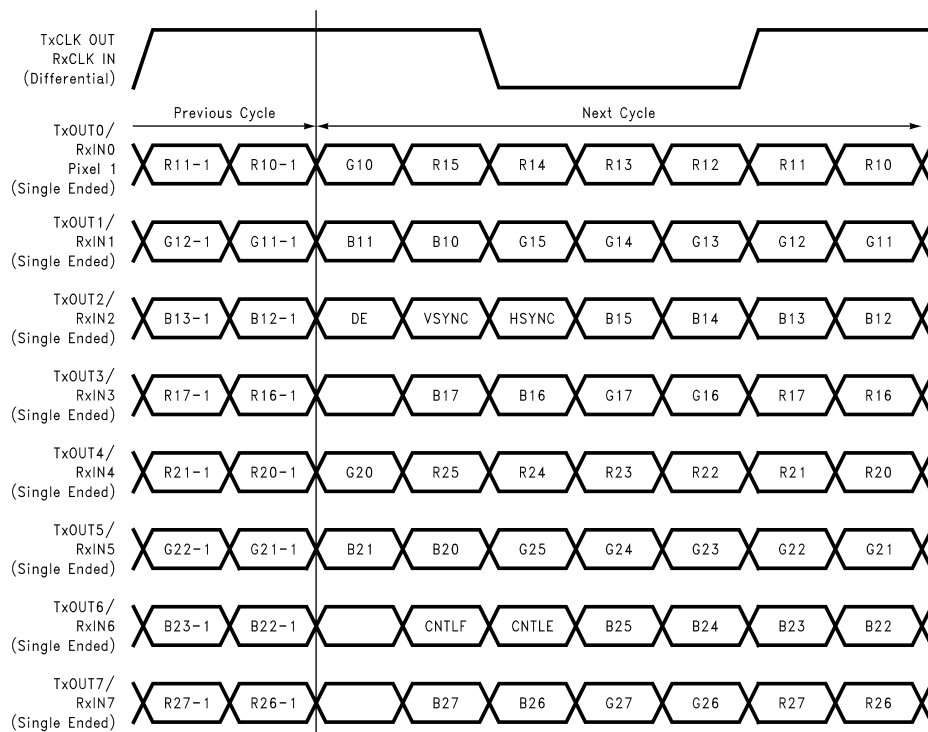 TxCLK OUT
RxCLK IN
(Differential)
Previous Cycle
Next Cycle
TxOUT0/
RxIN0
Pixel 1
(Single Ended)
R11-1 R10-1 G10 R15 R14 R13 R12 R11 R10
TxOUT1/
RxIN1
(Single Ended)
G12-1 G11-1 B11 B10 G15 G14 G13 G12 G11
TxOUT2/
RxIN2
(Single Ended)
B13-1 B12-1 DE VSYNC HSYNC B15 B14 B13 B12
TxOUT3/
RxIN3
(Single Ended)
R17-1 R16-1 B17 B16 G17 G16 R17 R16
TxOUT4/
RxIN4
(Single Ended)
R21-1 R20-1 G20 R25 R24 R23 R22 R21 R20
TxOUT5/
RxIN5
(Single Ended)
G22-1 G21-1 B21 B20 G25 G24 G23 G22 G21
TxOUT6/
RxIN6
(Single Ended)
B23-1 B22-1 CNTLF CNTLE B25 B24 B23 B22
TxOUT7/
RxIN7
(Single Ended)
R27-1 R26-1 B27 B26 G27 G26 R27 R26